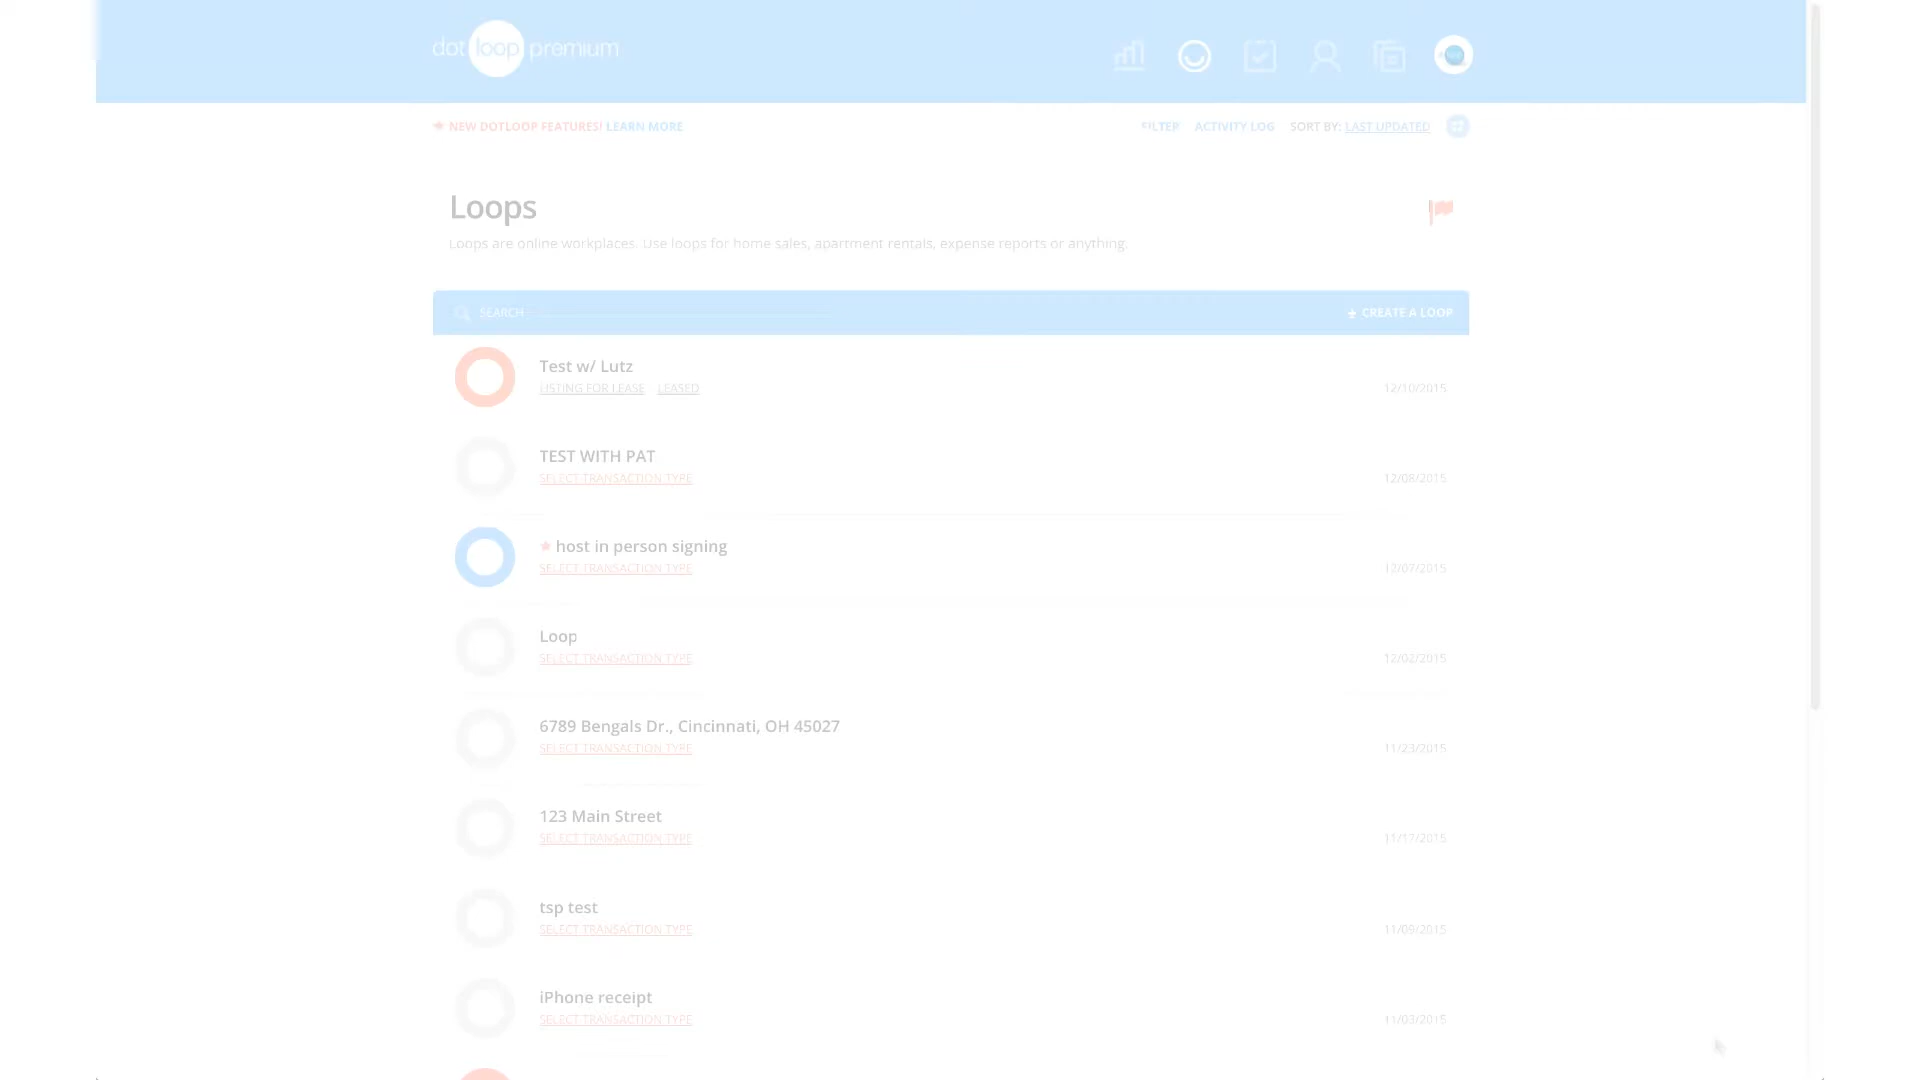 dot loop premium
NEW DOTLOOP FEATURES! LEARN MORE
FILTER ACTIVITY LOG SORT BY: LAST UPDATED
Loops
Loops are online workplaces. Use loops for home sales, apartment rentals, expense reports or anything.
SEARCH
+ CREATE A LOOP
Test w/ Lutz
LISTING FOR LEASE LEASED 12/10/2015
TEST WITH PAT
SELECT TRANSACTION TYPE 12/08/2015
host in person signing
SELECT TRANSACTION TYPE 12/07/2015
Loop
SELECT TRANSACTION TYPE 12/02/2015
6789 Bengals Dr., Cincinnati, OH 45027
SELECT TRANSACTION TYPE 11/23/2015
123 Main Street
SELECT TRANSACTION TYPE 11/17/2015
tsp test
SELECT TRANSACTION TYPE 11/09/2015
iPhone receipt
SELECT TRANSACTION TYPE 11/03/2015